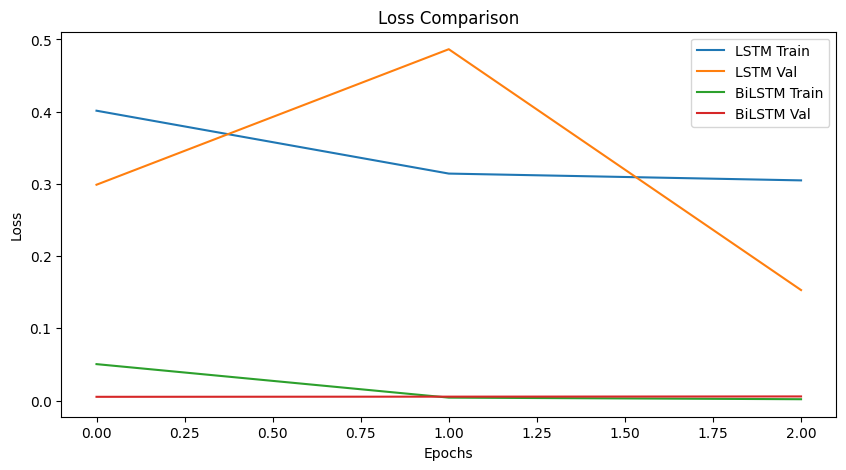 Loss Comparison
LSTM Train
LSTM Val
BiLSTM Train
BiLSTM Val
Loss
0.5
0.4
0.3
0.2
0.1
0.0
0.00 0.25 0.50 0.75 1.00 1.25 1.50 1.75 2.00
Epochs